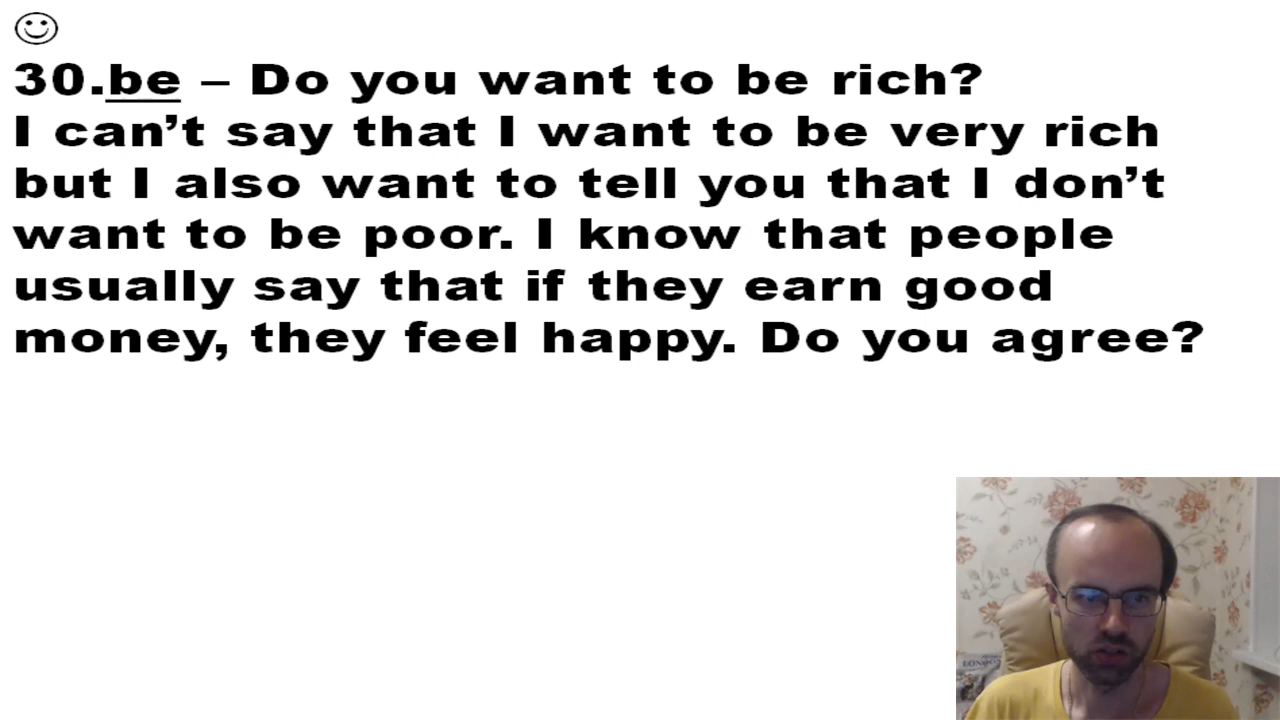 30.be – Do you want to be rich?
I can’t say that I want to be very rich
but I also want to tell you that I don’t
want to be poor. I know that people
usually say that if they earn good
money, they feel happy. Do you agree?
LONDON